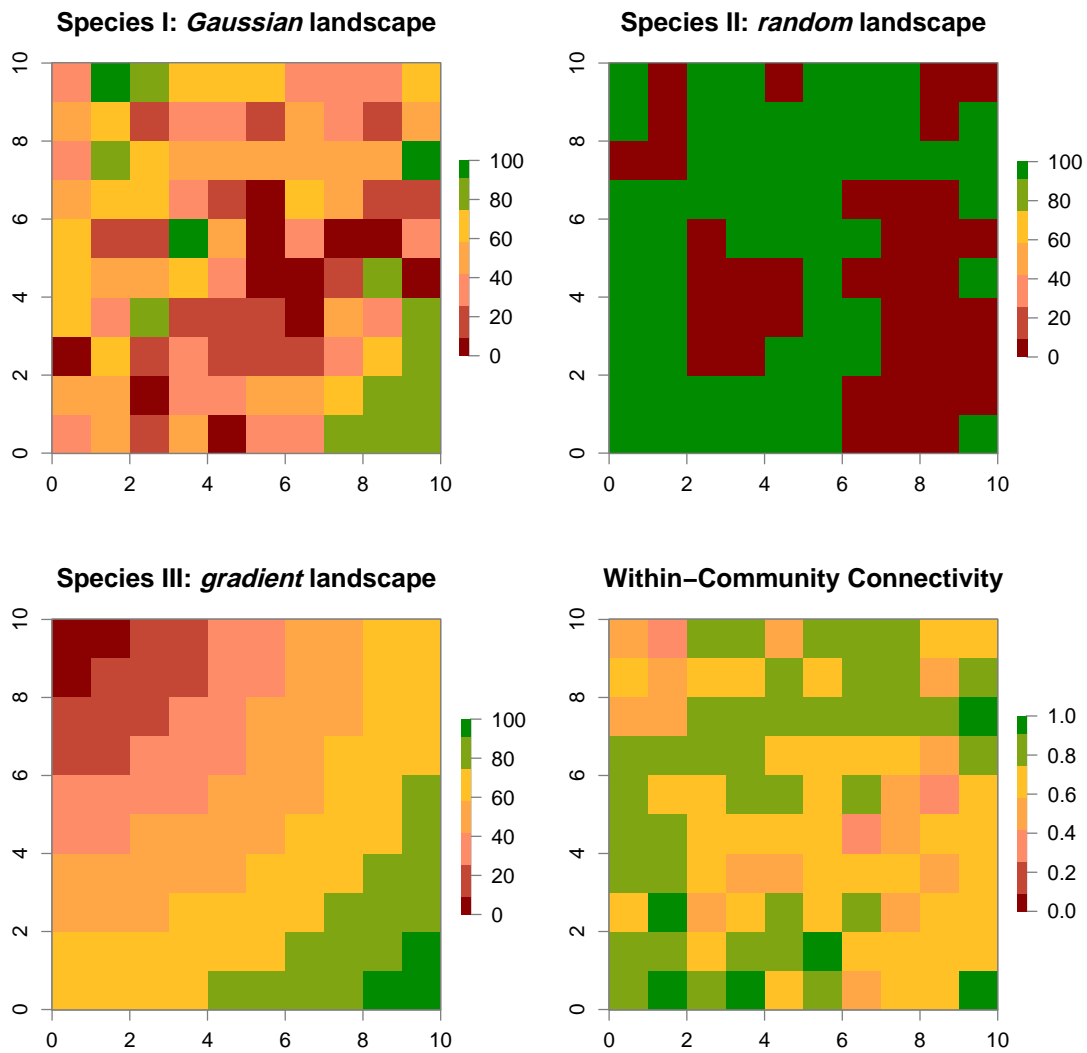 Species I: Gaussian landscape
0 2 4 6 8 10
0 2 4 6 8 10
100
80
60
40
20
0
Species II: random landscape
0 2 4 6 8 10
0 2 4 6 8 10
100
80
60
40
20
0
Species III: gradient landscape
0 2 4 6 8 10
0 2 4 6 8 10
100
80
60
40
20
0
Within−Community Connectivity
0 2 4 6 8 10
0 2 4 6 8 10
1.0
0.8
0.6
0.4
0.2
0.0